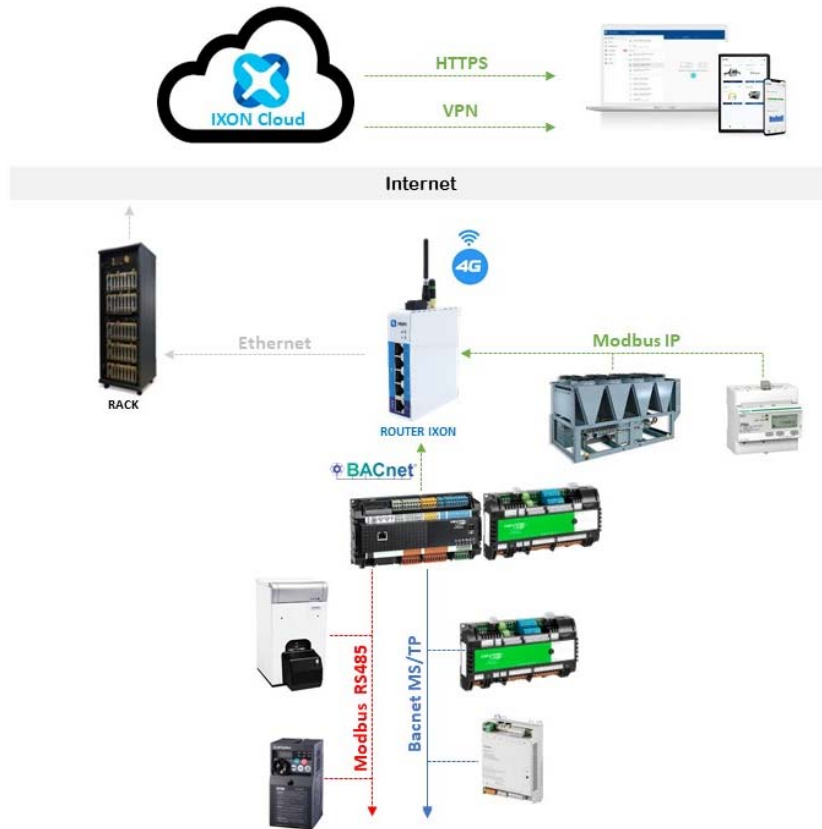 HTTPS
IXON Cloud
VPN
Internet
4G
Ethernet
Modbus IP
RACK
ROUTER IXON
BACnet
Modbus RS485
Bacnet MS/TP